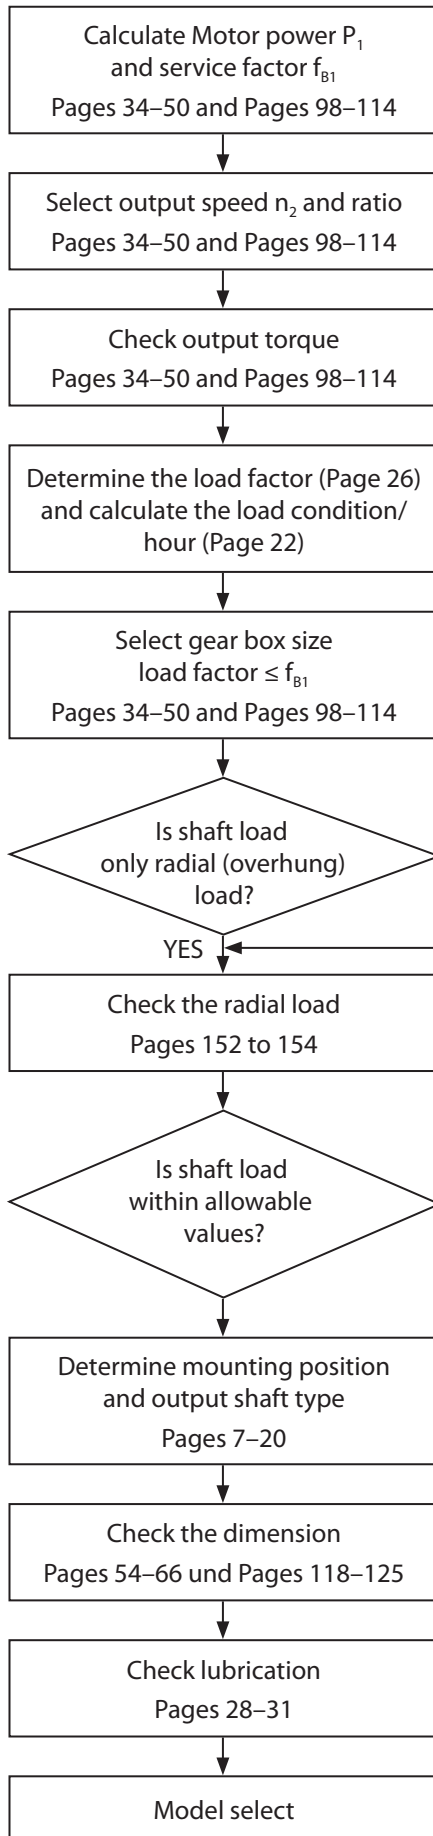 Calculate Motor power P₁
and service factor f_B1
Pages 34–50 and Pages 98–114
Select output speed n₂ and ratio
Pages 34–50 and Pages 98–114
Check output torque
Pages 34–50 and Pages 98–114
Determine the load factor (Page 26)
and calculate the load condition/
hour (Page 22)
Select gear box size
load factor ≤ f_B1
Pages 34–50 and Pages 98–114
Is shaft load
only radial (overhung)
load?
YES
Check the radial load
Pages 152 to 154
Is shaft load
within allowable
values?
Determine mounting position
and output shaft type
Pages 7–20
Check the dimension
Pages 54–66 und Pages 118–125
Check lubrication
Pages 28–31
Model select